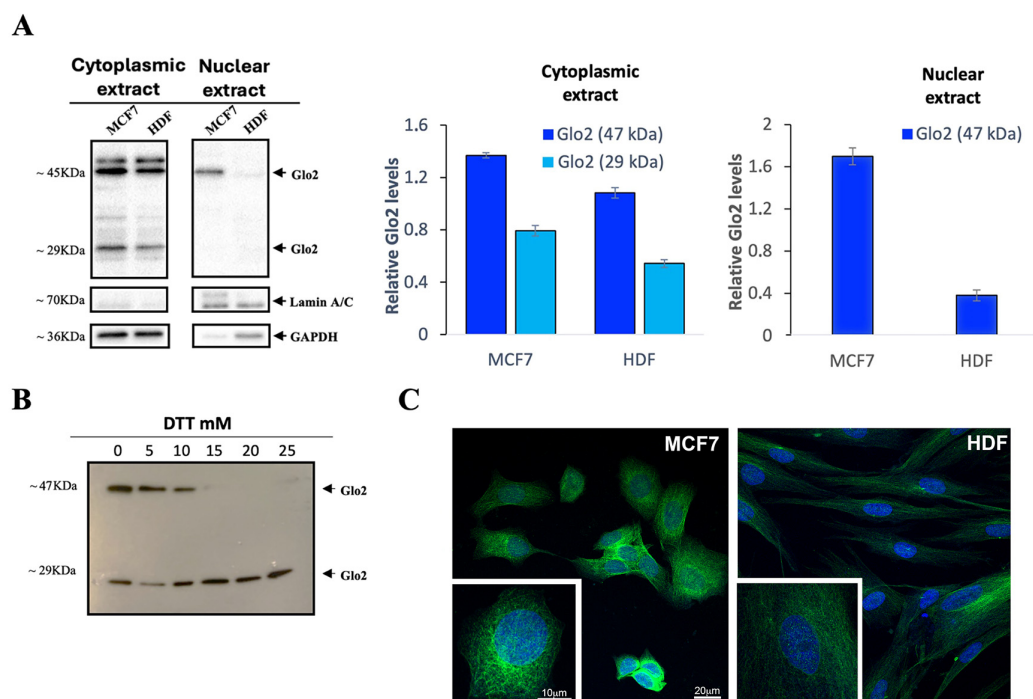 A
Cytoplasmic extract
Nuclear extract
MCF7
HDF
MCF7
HDF
~45KDa
Glo2
~29KDa
Glo2
~70KDa
Lamin A/C
~36KDa
GAPDH
Cytoplasmic
extract
Glo2 (47 kDa)
Glo2 (29 kDa)
Relative Glo2 levels
1.6
1.2
0.8
0.4
0
MCF7
HDF
Nuclear
extract
Glo2 (47 kDa)
Relative Glo2 levels
2
1.6
1.2
0.8
0.4
0
MCF7
HDF
B
DTT mM
0 5 10 15 20 25
~47KDa
Glo2
~29KDa
Glo2
C
MCF7
HDF
10µm
20µm